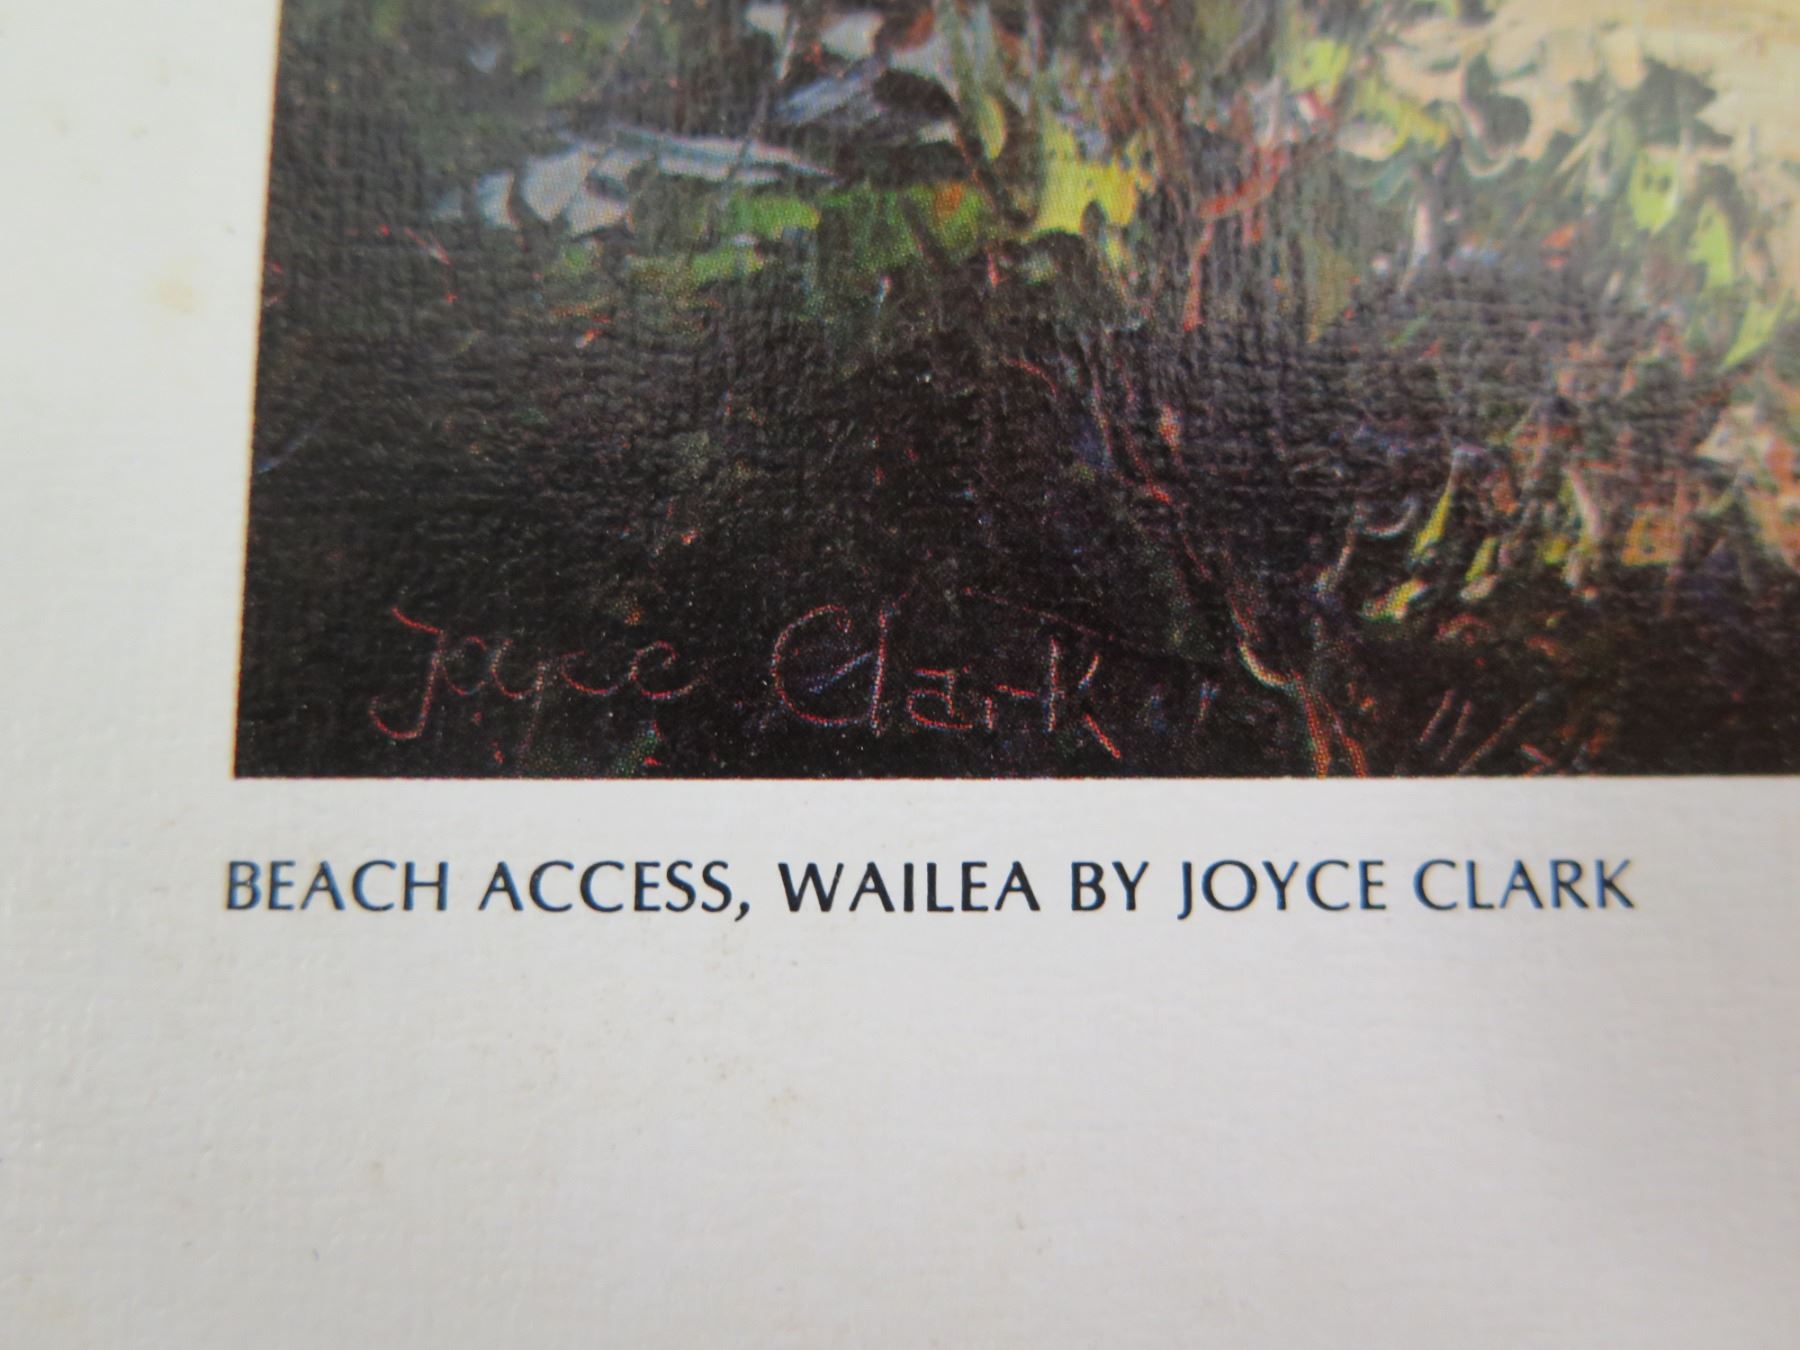 Joyce Clark
BEACH ACCESS, WAILEA BY JOYCE CLARK